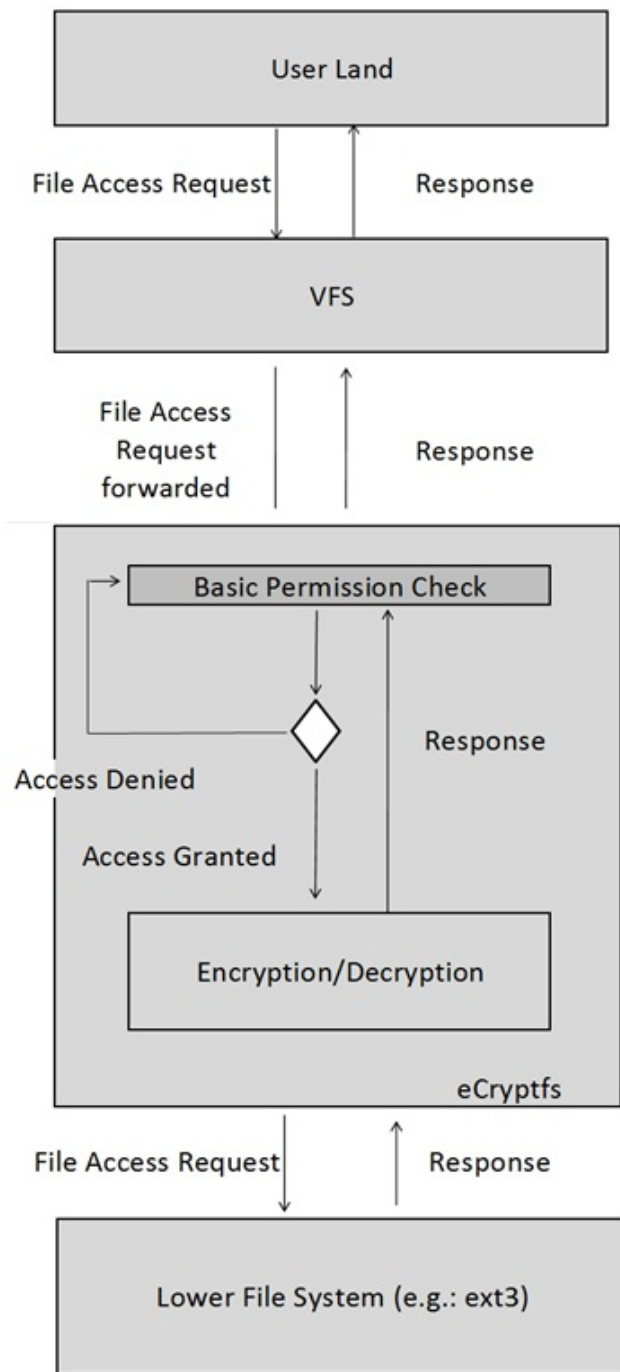 User Land
File Access Request
Response
VFS
File Access
Request
forwarded
Response
Basic Permission Check
Response
Access Denied
Access Granted
Encryption/Decryption
eCryptfs
File Access Request
Response
Lower File System (e.g.: ext3)